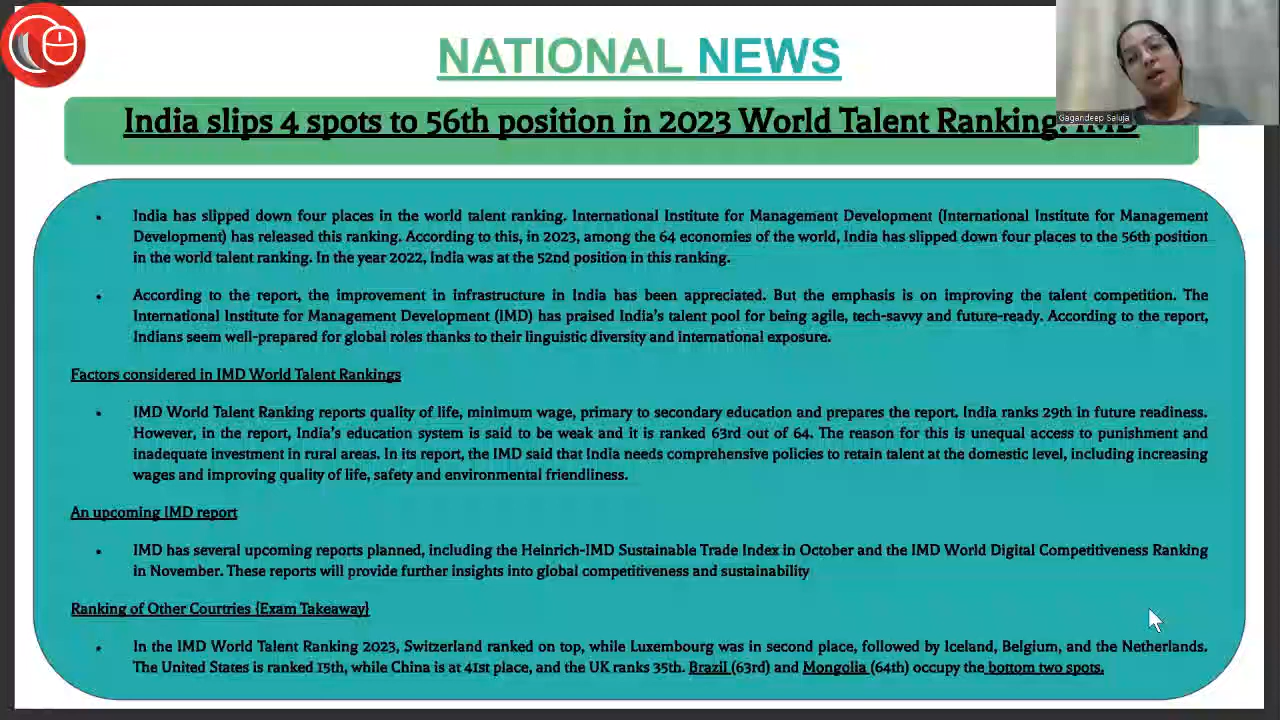 NATIONAL NEWS
India slips 4 spots to 56th position in 2023 World Talent Ranking: IMD
Gagandeep Saluja
• India has slipped down four places in the world talent ranking. International Institute for Management Development (International Institute for Management
Development) has released this ranking. According to this, in 2023, among the 64 economies of the world, India has slipped down four places to the 56th position
in the world talent ranking. In the year 2022, India was at the 52nd position in this ranking.
• According to the report, the improvement in infrastructure in India has been appreciated. But the emphasis is on improving the talent competition. The
International Institute for Management Development (IMD) has praised India's talent pool for being agile, tech-savvy and future-ready. According to the report,
Indians seem well-prepared for global roles thanks to their linguistic diversity and international exposure.
Factors considered in IMD World Talent Rankings
• IMD World Talent Ranking reports quality of life, minimum wage, primary to secondary education and prepares the report. India ranks 29th in future readiness.
However, in the report, India's education system is said to be weak and it is ranked 63rd out of 64. The reason for this is unequal access to punishment and
inadequate investment in rural areas. In its report, the IMD said that India needs comprehensive policies to retain talent at the domestic level, including increasing
wages and improving quality of life, safety and environmental friendliness.
An upcoming IMD report
• IMD has several upcoming reports planned, including the Heinrich-IMD Sustainable Trade Index in October and the IMD World Digital Competitiveness Ranking
in November. These reports will provide further insights into global competitiveness and sustainability
Ranking of Other Courtries {Exam Takeaway}
• In the IMD World Talent Ranking 2023, Switzerland ranked on top, while Luxembourg was in second place, followed by Iceland, Belgium, and the Netherlands.
The United States is ranked 15th, while China is at 41st place, and the UK ranks 35th. Brazil (63rd) and Mongolia (64th) occupy the bottom two spots.